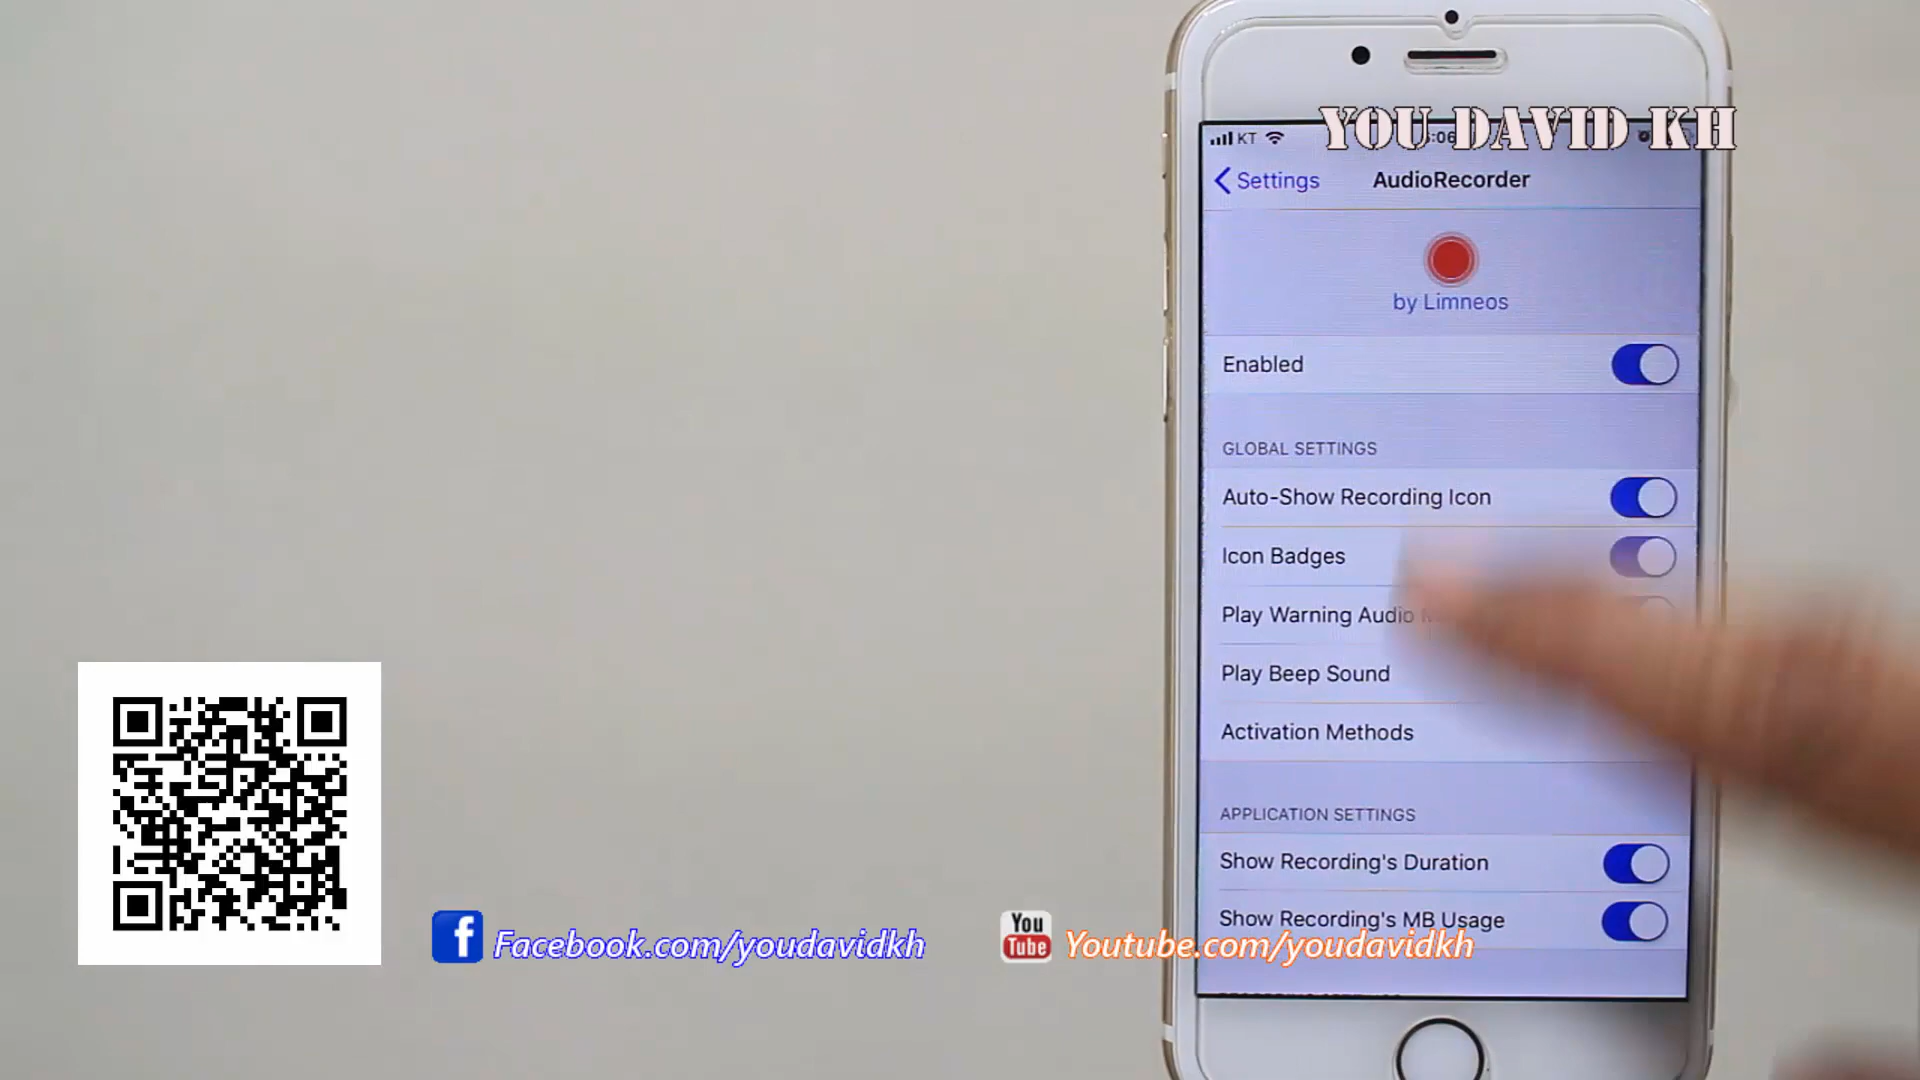 YOU DAVID KH
KT
Settings
AudioRecorder
by Limneos
Enabled
GLOBAL SETTINGS
Auto-Show Recording Icon
Icon Badges
Play Warning Audio
Play Beep Sound
Activation Methods
APPLICATION SETTINGS
Show Recording's Duration
Show Recording's MB Usage
Facebook.com/youdavidkh
You
Tube
Youtube.com/youdavidkh